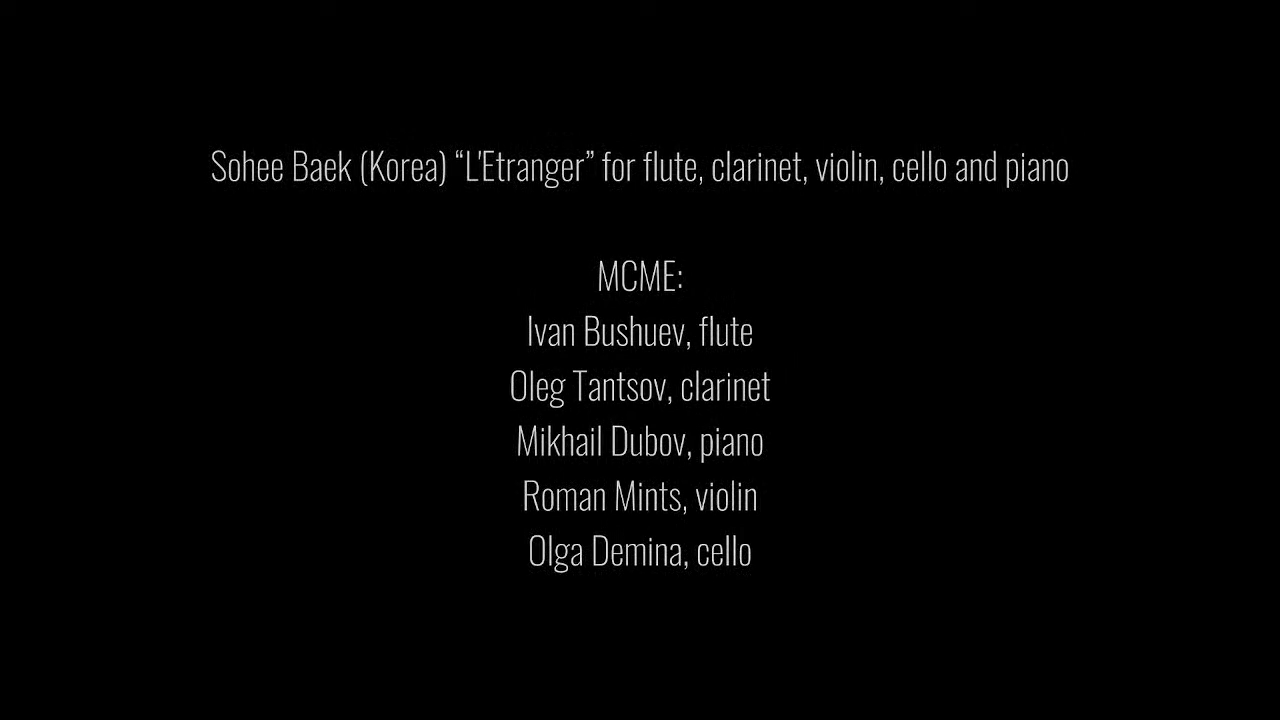 Sohee Baek (Korea) “L'Etranger” for flute, clarinet, violin, cello and piano
MCME:
Ivan Bushuev, flute
Oleg Tantsov, clarinet
Mikhail Dubov, piano
Roman Mints, violin
Olga Demina, cello